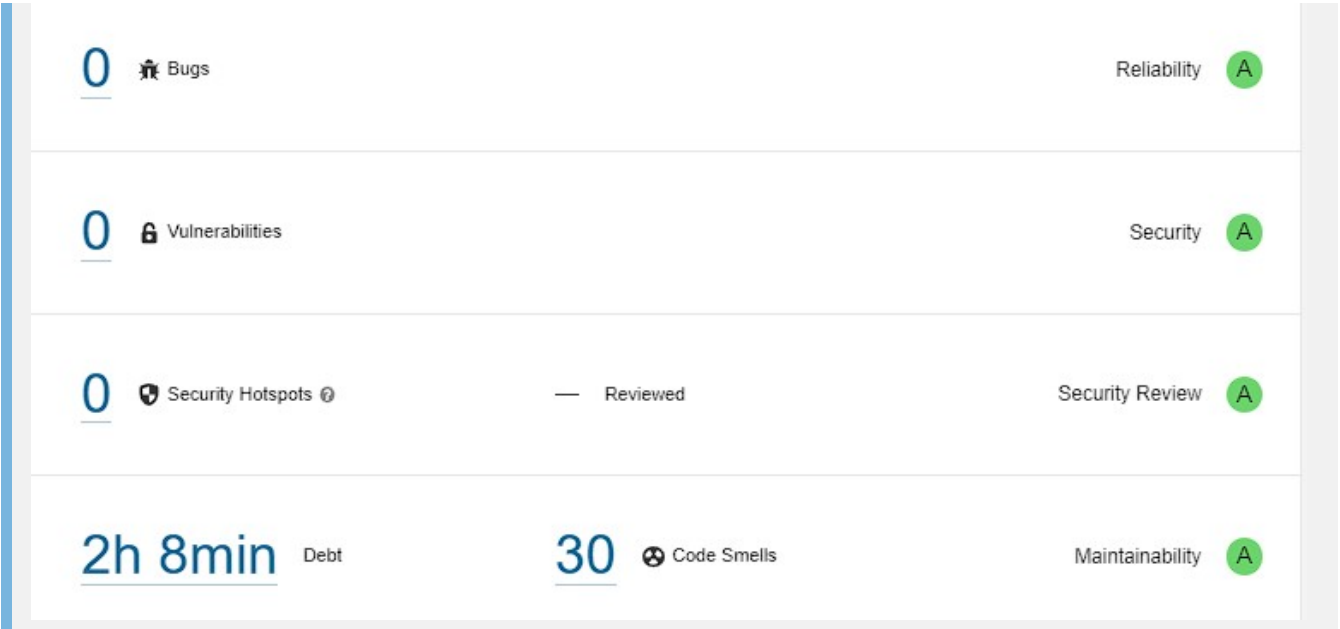 0 Bugs Reliability A
0 Vulnerabilities Security A
0 Security Hotspots ? — Reviewed Security Review A
2h 8min Debt 30 Code Smells Maintainability A